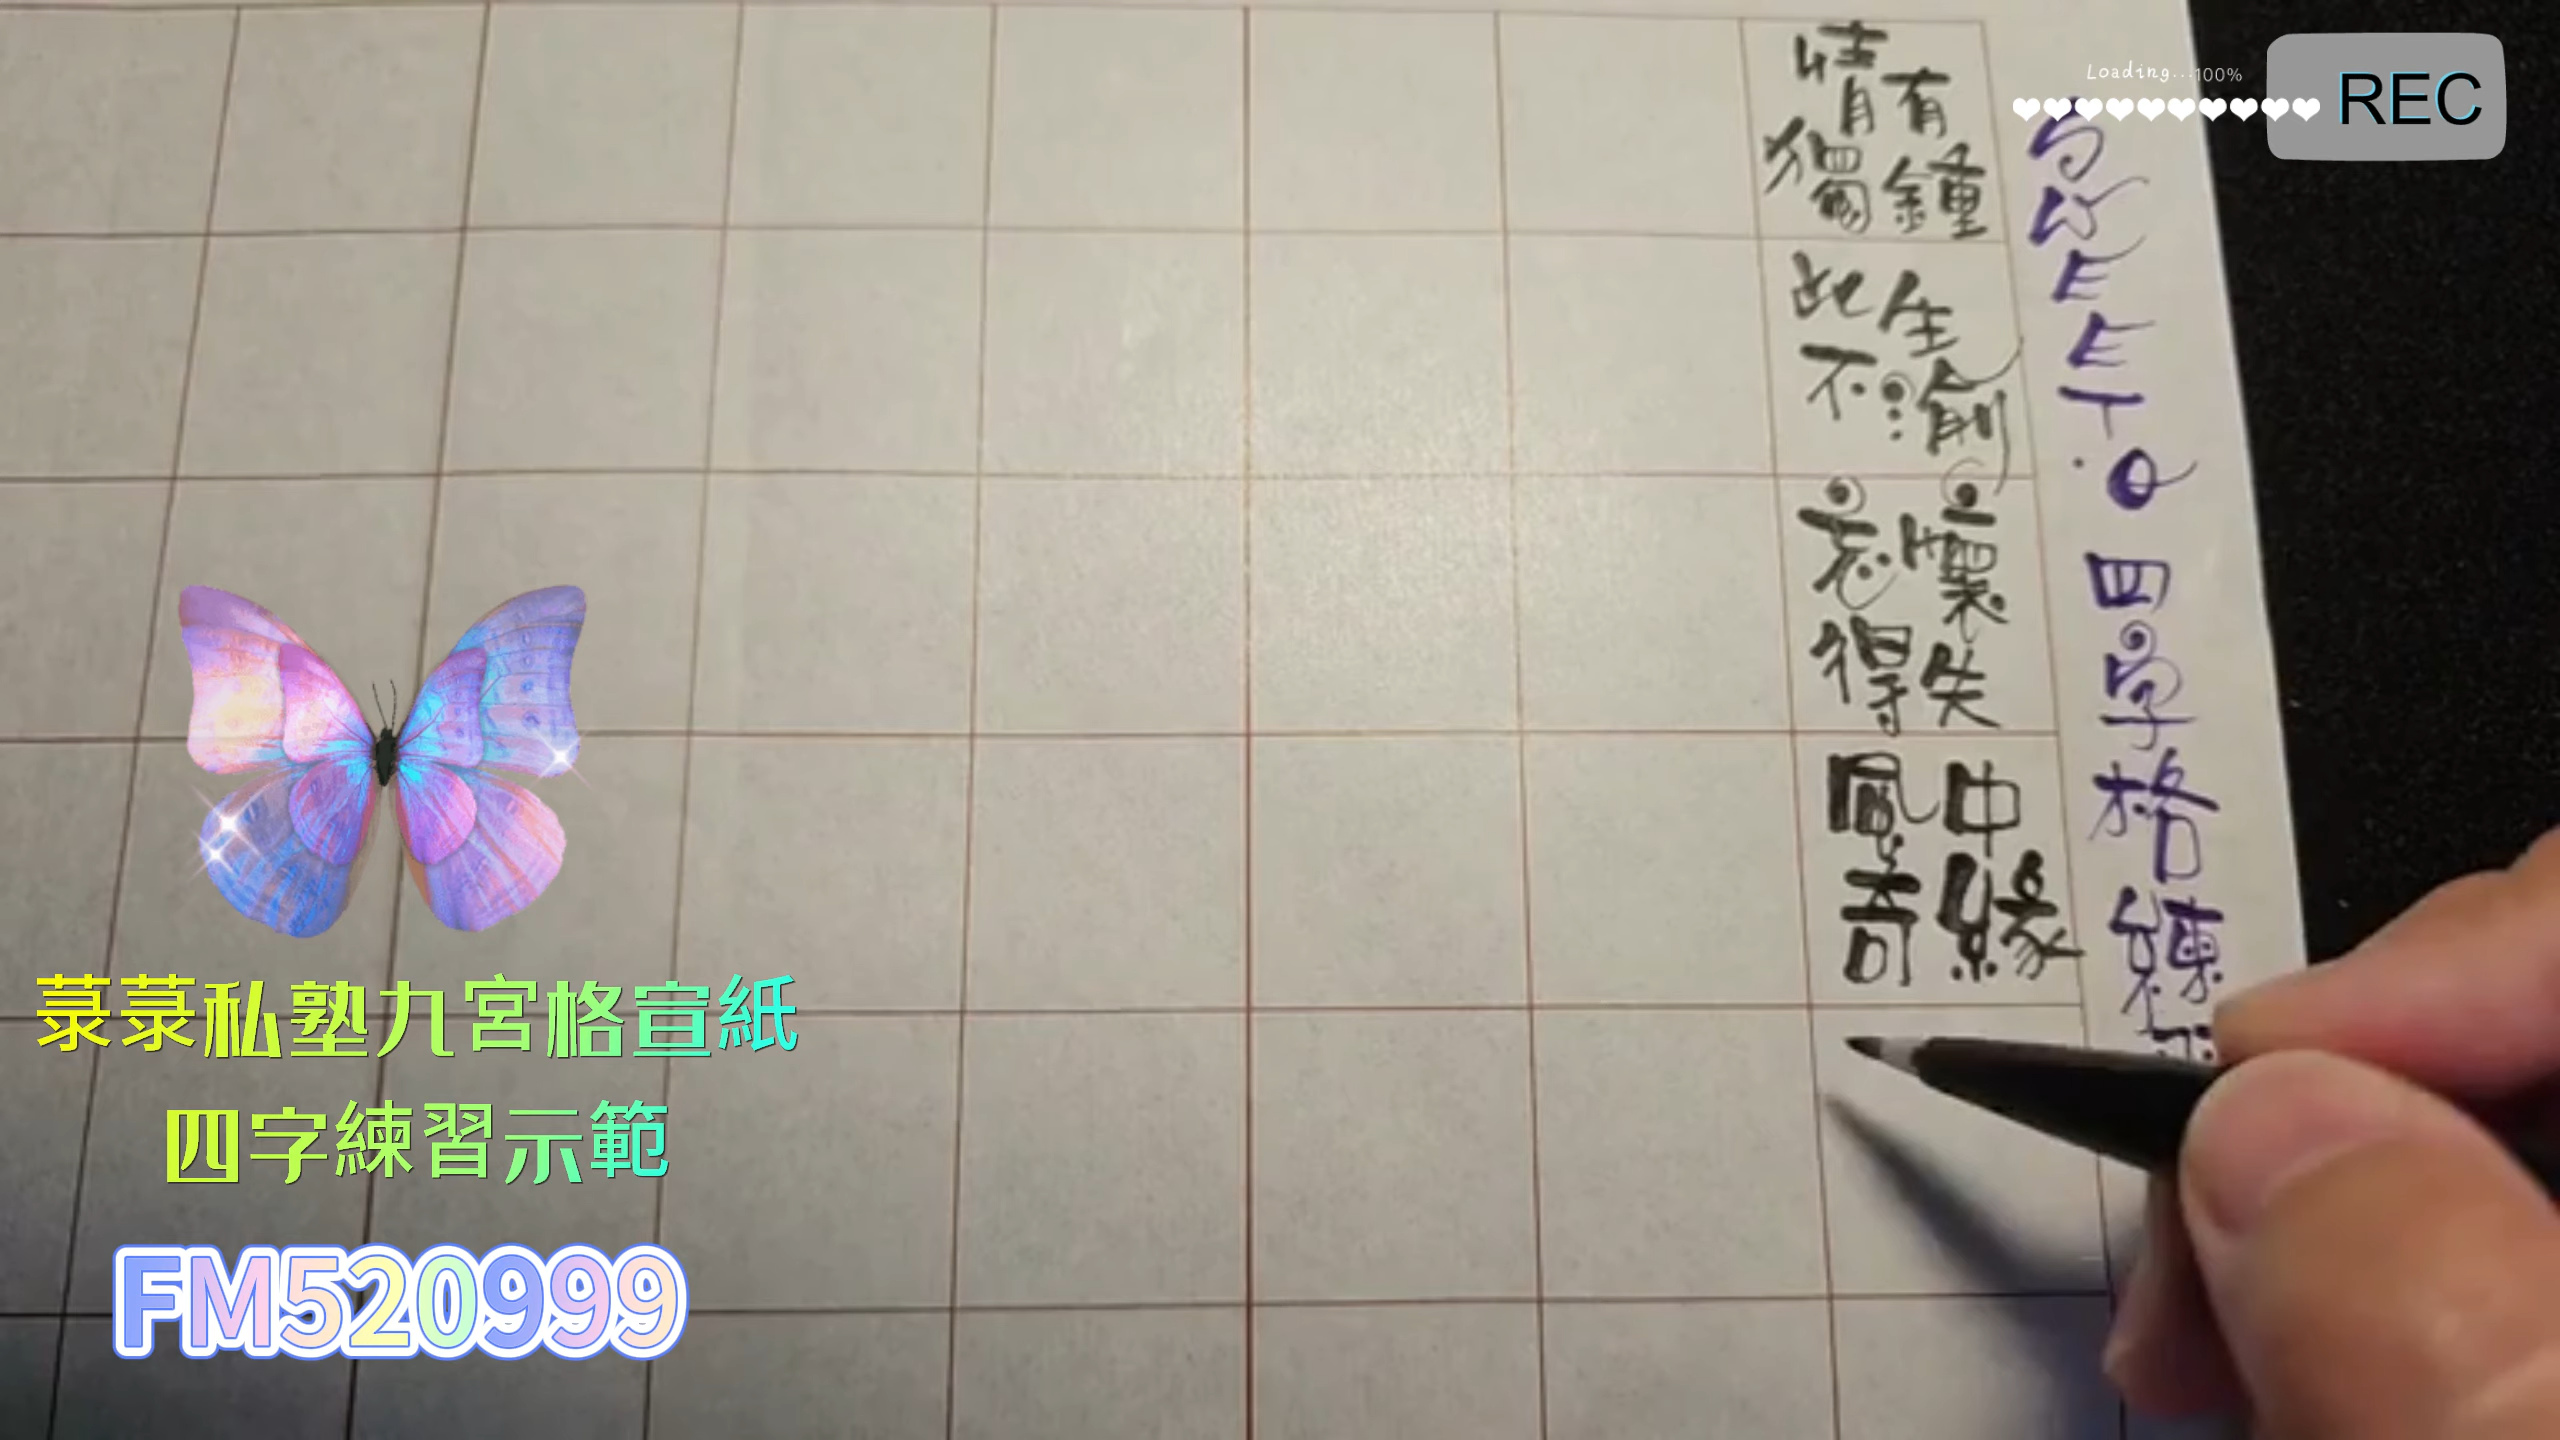 Loading...100%
REC
SWEET.O四字格練習
情有
獨鍾
此生
不渝
忘懷
得失
風中
奇緣
菉菉私塾九宮格宣紙
四字練習示範
FM520999